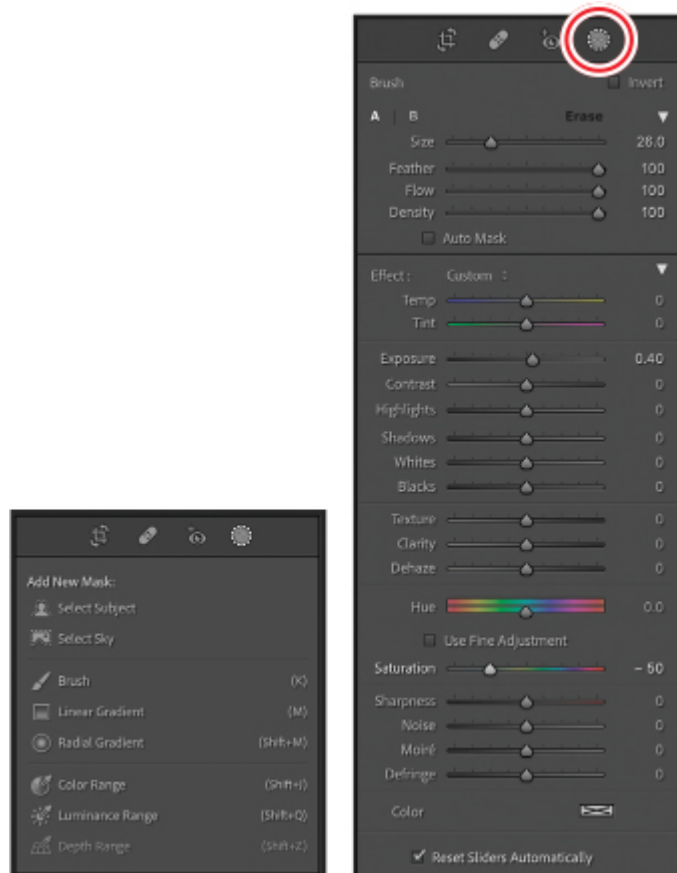 Add New Mask:
Select Subject
Select Sky
Brush (K)
Linear Gradient (M)
Radial Gradient (Shift+M)
Color Range (Shift+J)
Luminance Range (Shift+Q)
Depth Range (Shift+Z)
Brush Invert
A B Erase
Size 26.0
Feather 100
Flow 100
Density 100
Auto Mask
Effect: Custom
Temp 0
Tint 0
Exposure 0.40
Contrast 0
Highlights 0
Shadows 0
Whites 0
Blacks 0
Texture 0
Clarity 0
Dehaze 0
Hue 0.0
Use Fine Adjustment
Saturation – 50
Sharpness 0
Noise 0
Moiré 0
Defringe 0
Color
Reset Sliders Automatically